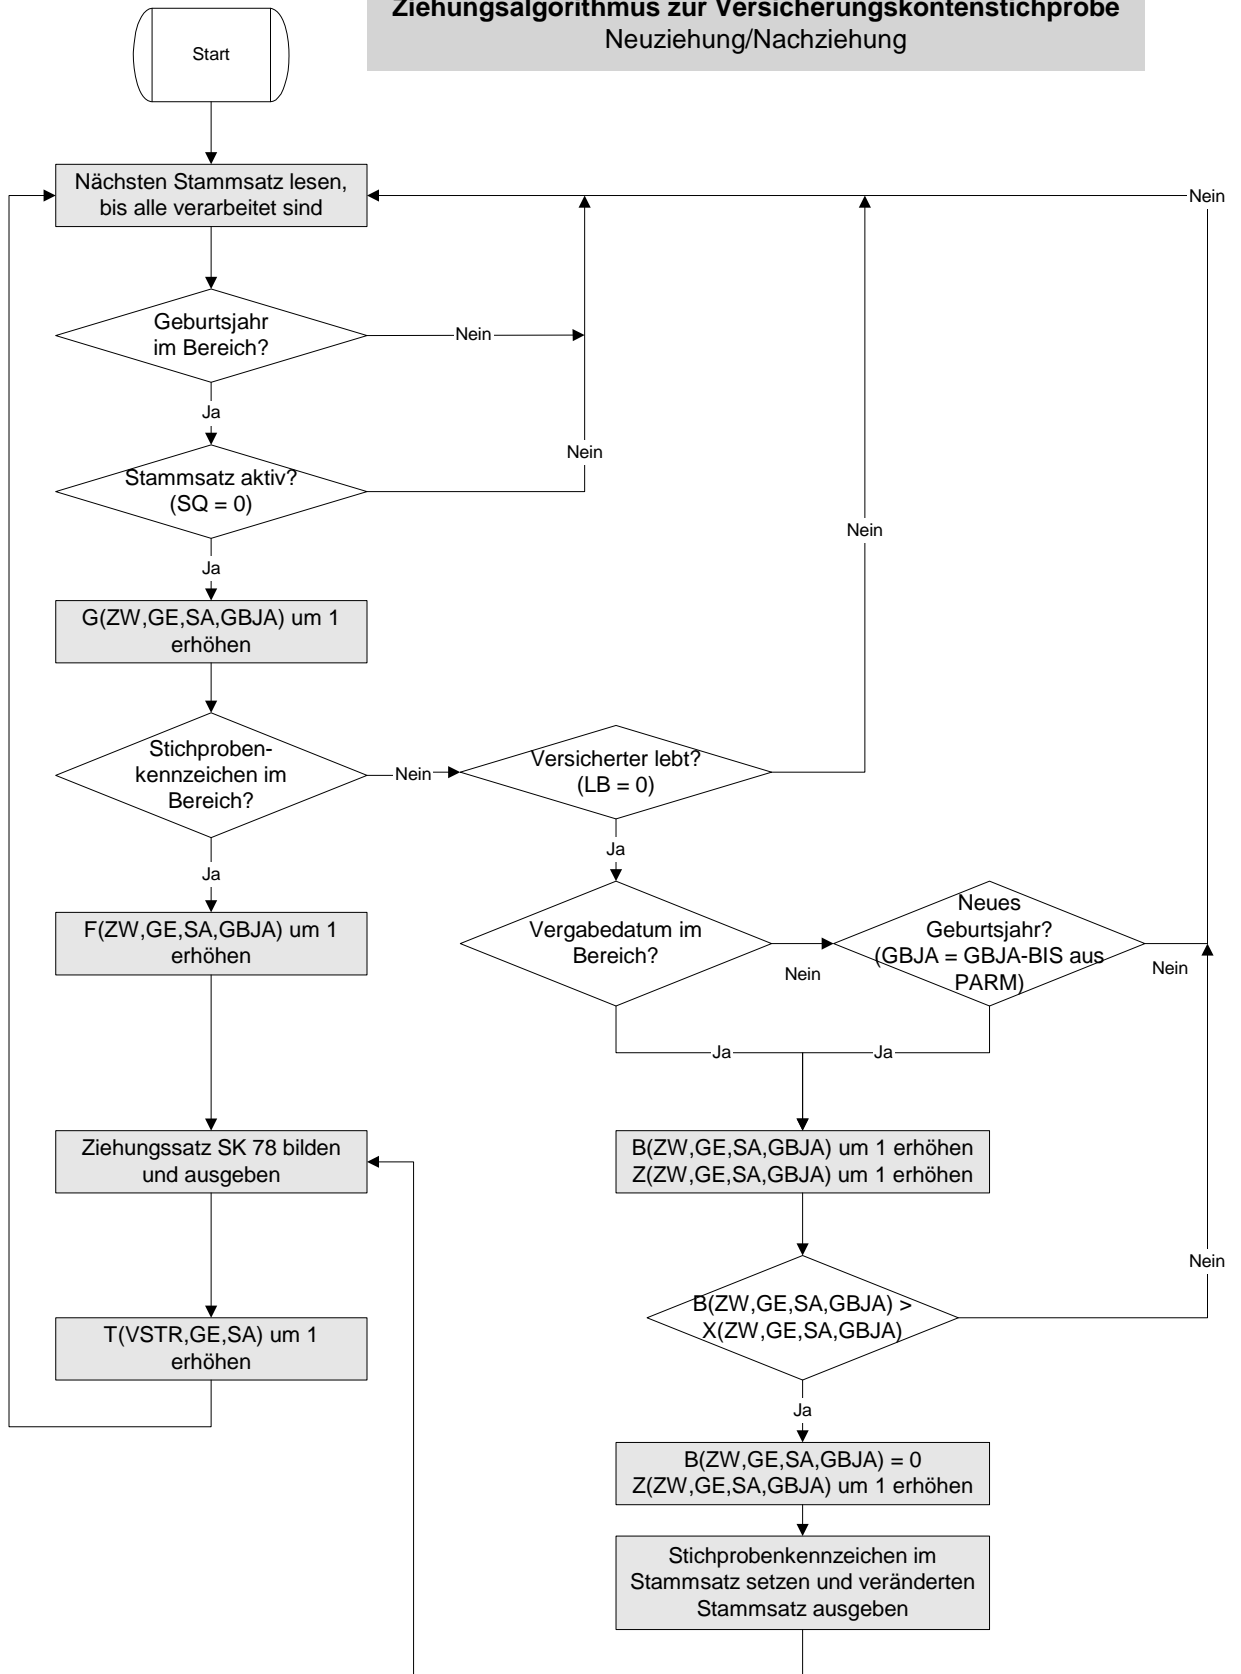 Ziehungsalgorithmus zur Versicherungskontenstichprobe
Neuziehung/Nachziehung
Start
Nächsten Stammsatz lesen,
bis alle verarbeitet sind
Nein
Geburtsjahr
im Bereich?
Nein
Ja
Nein
Stammsatz aktiv?
(SQ = 0)
Nein
Ja
G(ZW,GE,SA,GBJA) um 1
erhöhen
Stichproben-
kennzeichen im
Bereich?
Nein
Versicherter lebt?
(LB = 0)
Ja
Ja
F(ZW,GE,SA,GBJA) um 1
erhöhen
Vergabedatum im
Bereich?
Nein
Neues
Geburtsjahr?
(GBJA = GBJA-BIS aus
PARM)
Nein
Ja
Ja
Ziehungssatz SK 78 bilden
und ausgeben
B(ZW,GE,SA,GBJA) um 1 erhöhen
Z(ZW,GE,SA,GBJA) um 1 erhöhen
Nein
T(VSTR,GE,SA) um 1
erhöhen
B(ZW,GE,SA,GBJA) >
X(ZW,GE,SA,GBJA)
Ja
B(ZW,GE,SA,GBJA) = 0
Z(ZW,GE,SA,GBJA) um 1 erhöhen
Stichprobenkennzeichen im
Stammsatz setzen und veränderten
Stammsatz ausgeben